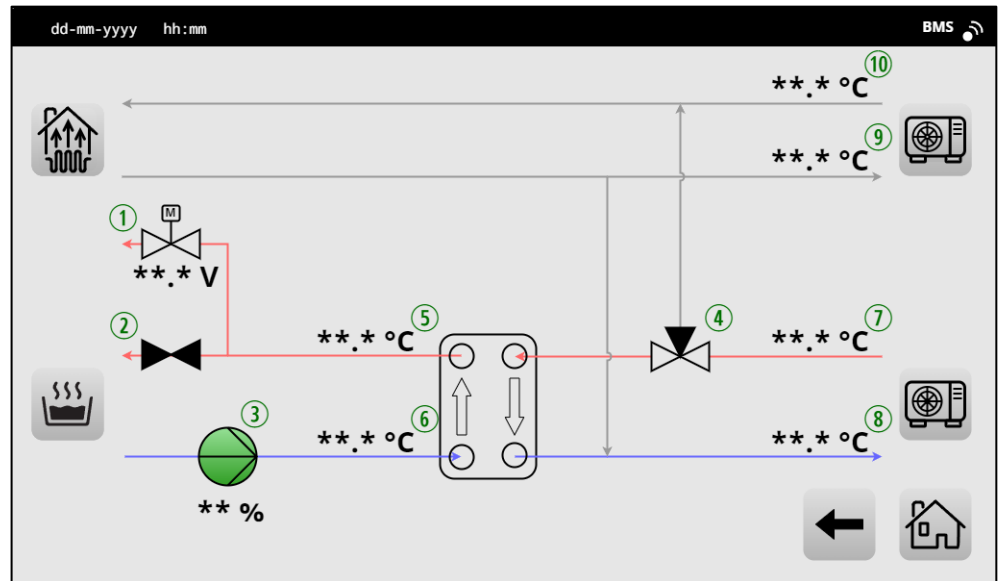 dd-mm-yyyy hh:mm BMS
**.* °C 10
**.* °C 9
1 M
**.* V
2 **.* °C 5 4 **.* °C 7
3 **.* °C 6 **.* °C 8
** %